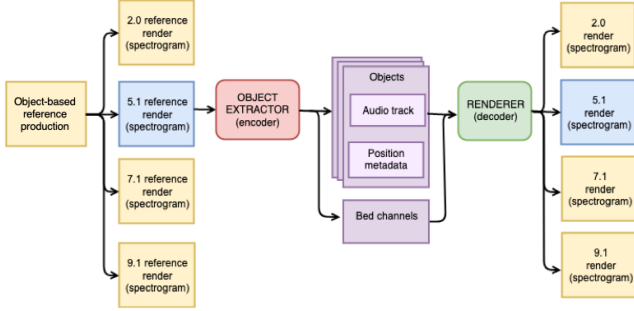 Object-based
reference
production
2.0 reference
render
(spectrogram)
5.1 reference
render
(spectrogram)
7.1 reference
render
(spectrogram)
9.1 reference
render
(spectrogram)
OBJECT
EXTRACTOR
(encoder)
Objects
Audio track
Position
metadata
Bed channels
RENDERER
(decoder)
2.0
render
(spectrogram)
5.1
render
(spectrogram)
7.1
render
(spectrogram)
9.1
render
(spectrogram)